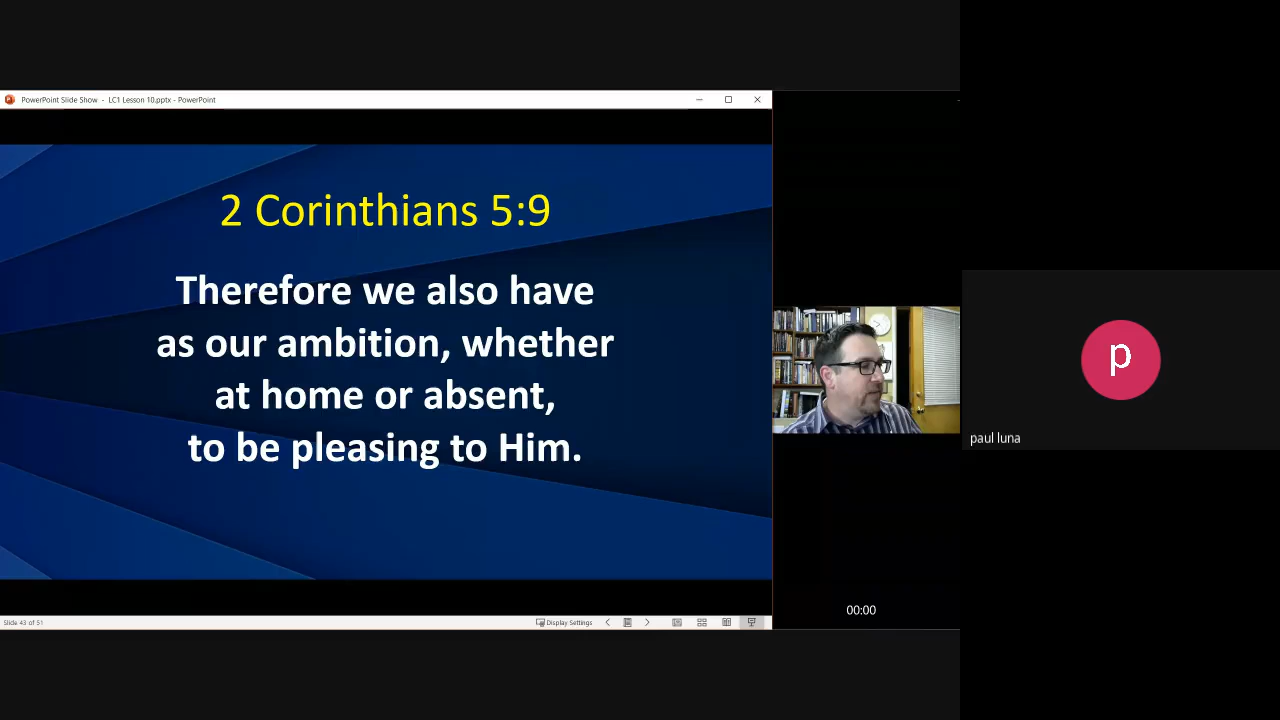 PowerPoint Slide Show - LC1 Lesson 10.pptx - PowerPoint
2 Corinthians 5:9
Therefore we also have
as our ambition, whether
at home or absent,
to be pleasing to Him.
p
paul luna
00:00
Slide 43 of 51
Display Settings